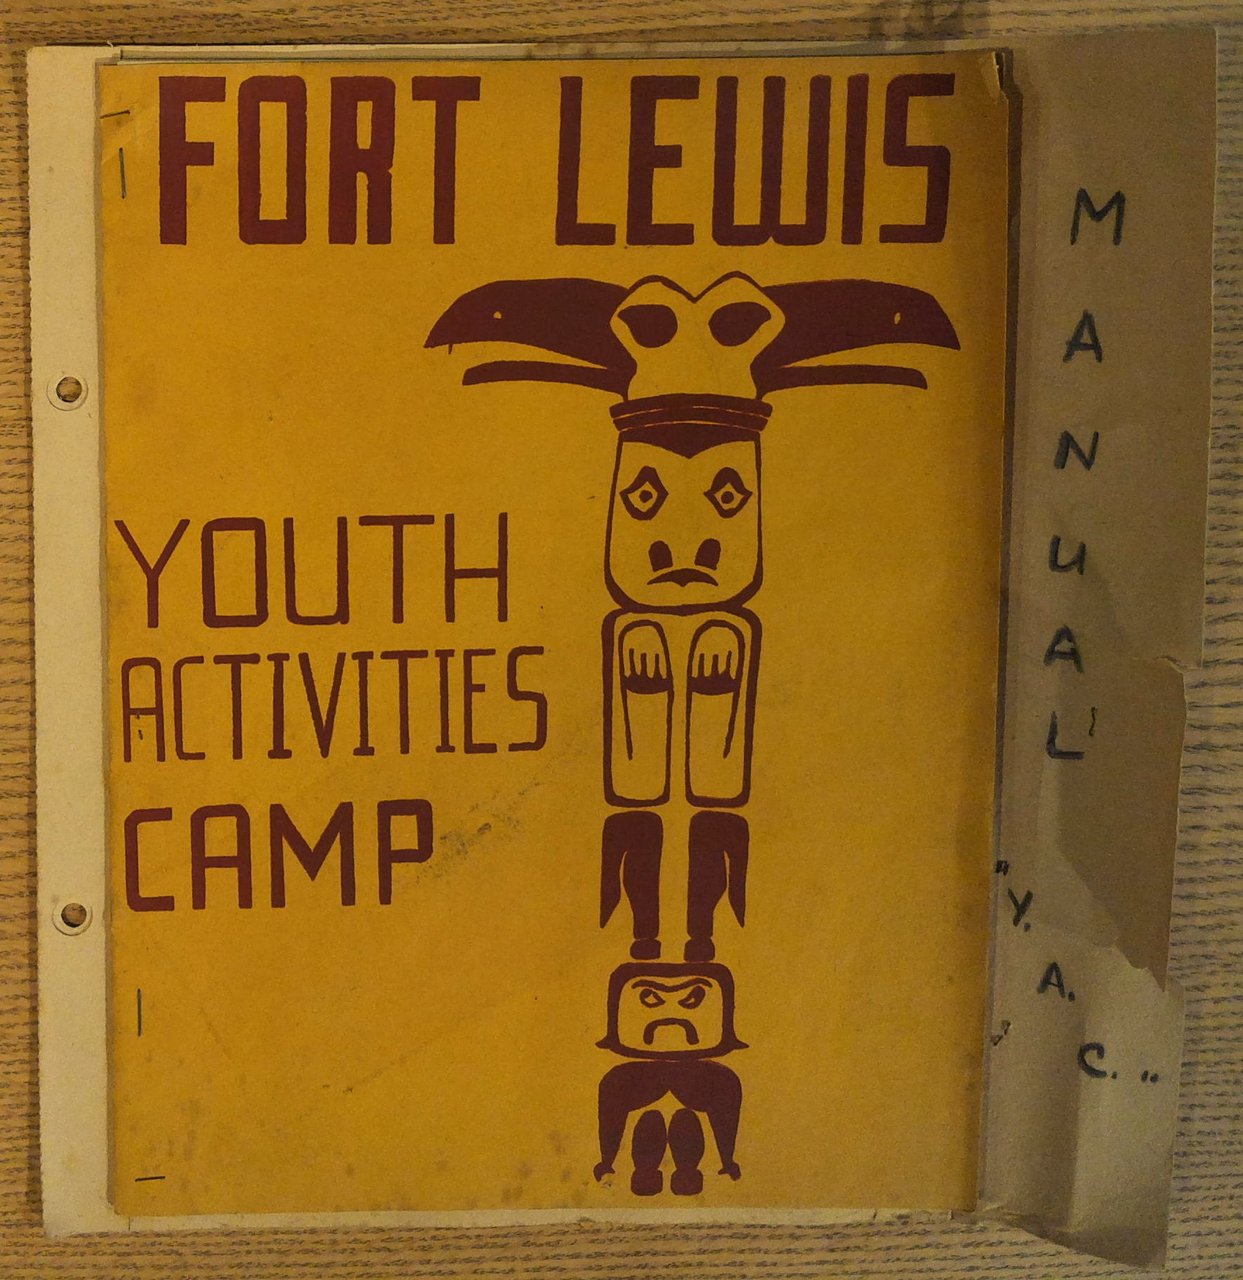 FORT LEWIS
YOUTH
ACTIVITIES
CAMP
MANUAL
"Y. A. C."